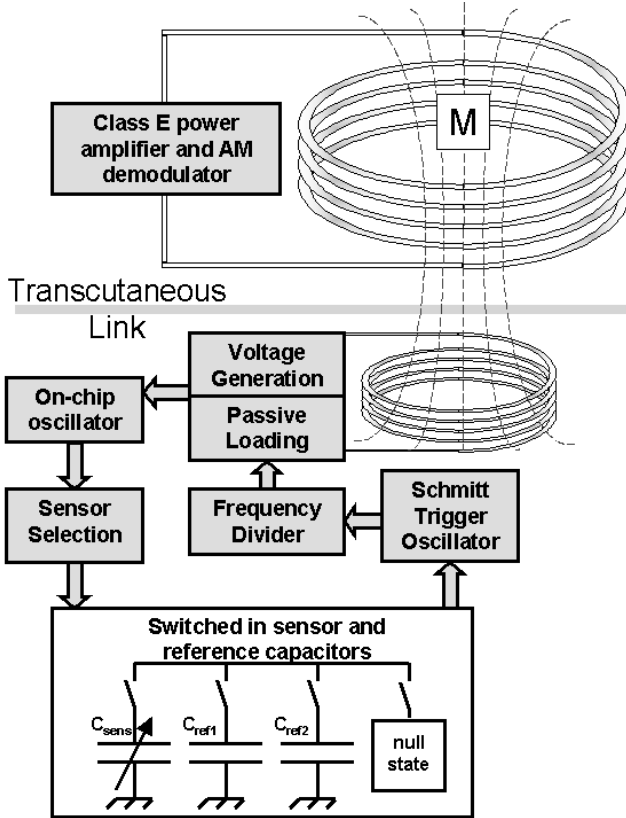 Class E power
amplifier and AM
demodulator
M
Transcutaneous
Link
Voltage
Generation
Passive
Loading
On-chip
oscillator
Sensor
Selection
Frequency
Divider
Schmitt
Trigger
Oscillator
Switched in sensor and
reference capacitors
Csens
Cref1
Cref2
null
state